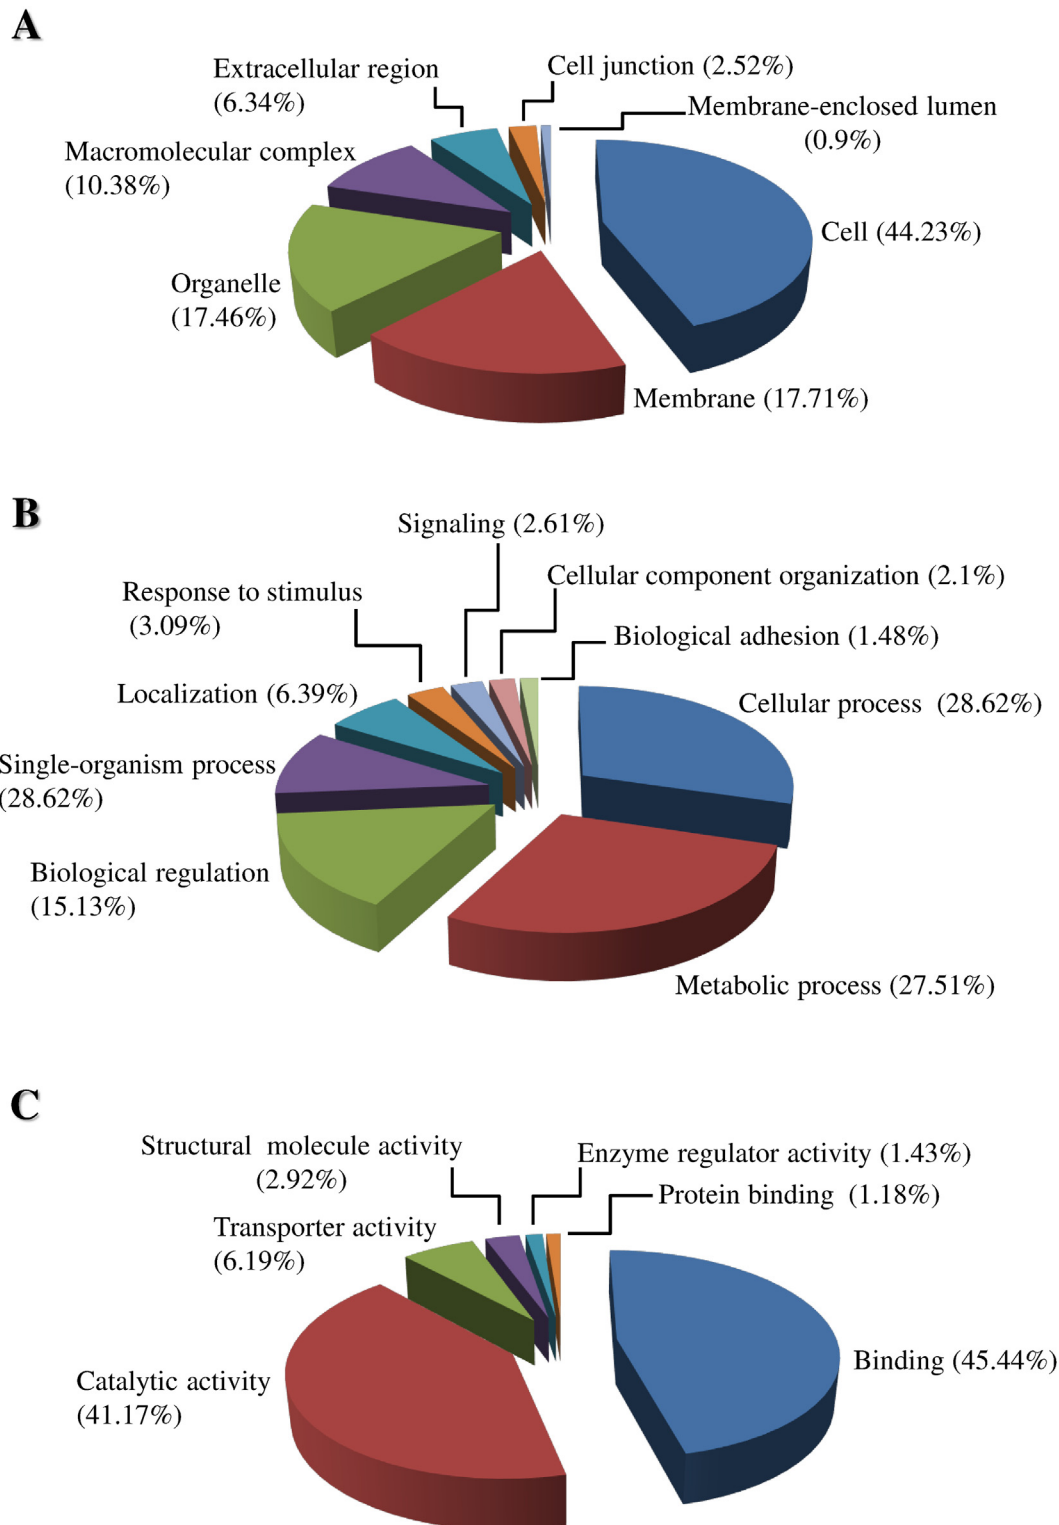 A
Extracellular region
(6.34%)
Cell junction (2.52%)
Membrane-enclosed lumen
(0.9%)
Macromolecular complex
(10.38%)
Cell (44.23%)
Organelle
(17.46%)
Membrane (17.71%)
B
Signaling (2.61%)
Cellular component organization (2.1%)
Response to stimulus
(3.09%)
Biological adhesion (1.48%)
Localization (6.39%)
Cellular process (28.62%)
Single-organism process
(28.62%)
Biological regulation
(15.13%)
Metabolic process (27.51%)
C
Structural molecule activity
(2.92%)
Enzyme regulator activity (1.43%)
Protein binding (1.18%)
Transporter activity
(6.19%)
Binding (45.44%)
Catalytic activity
(41.17%)